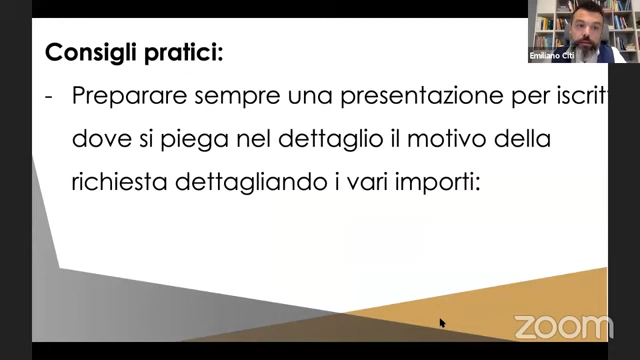 Consigli pratici:
- Preparare sempre una presentazione per iscritt
dove si piega nel dettaglio il motivo della
richiesta dettagliando i vari importi:
Emiliano Citi
zoom